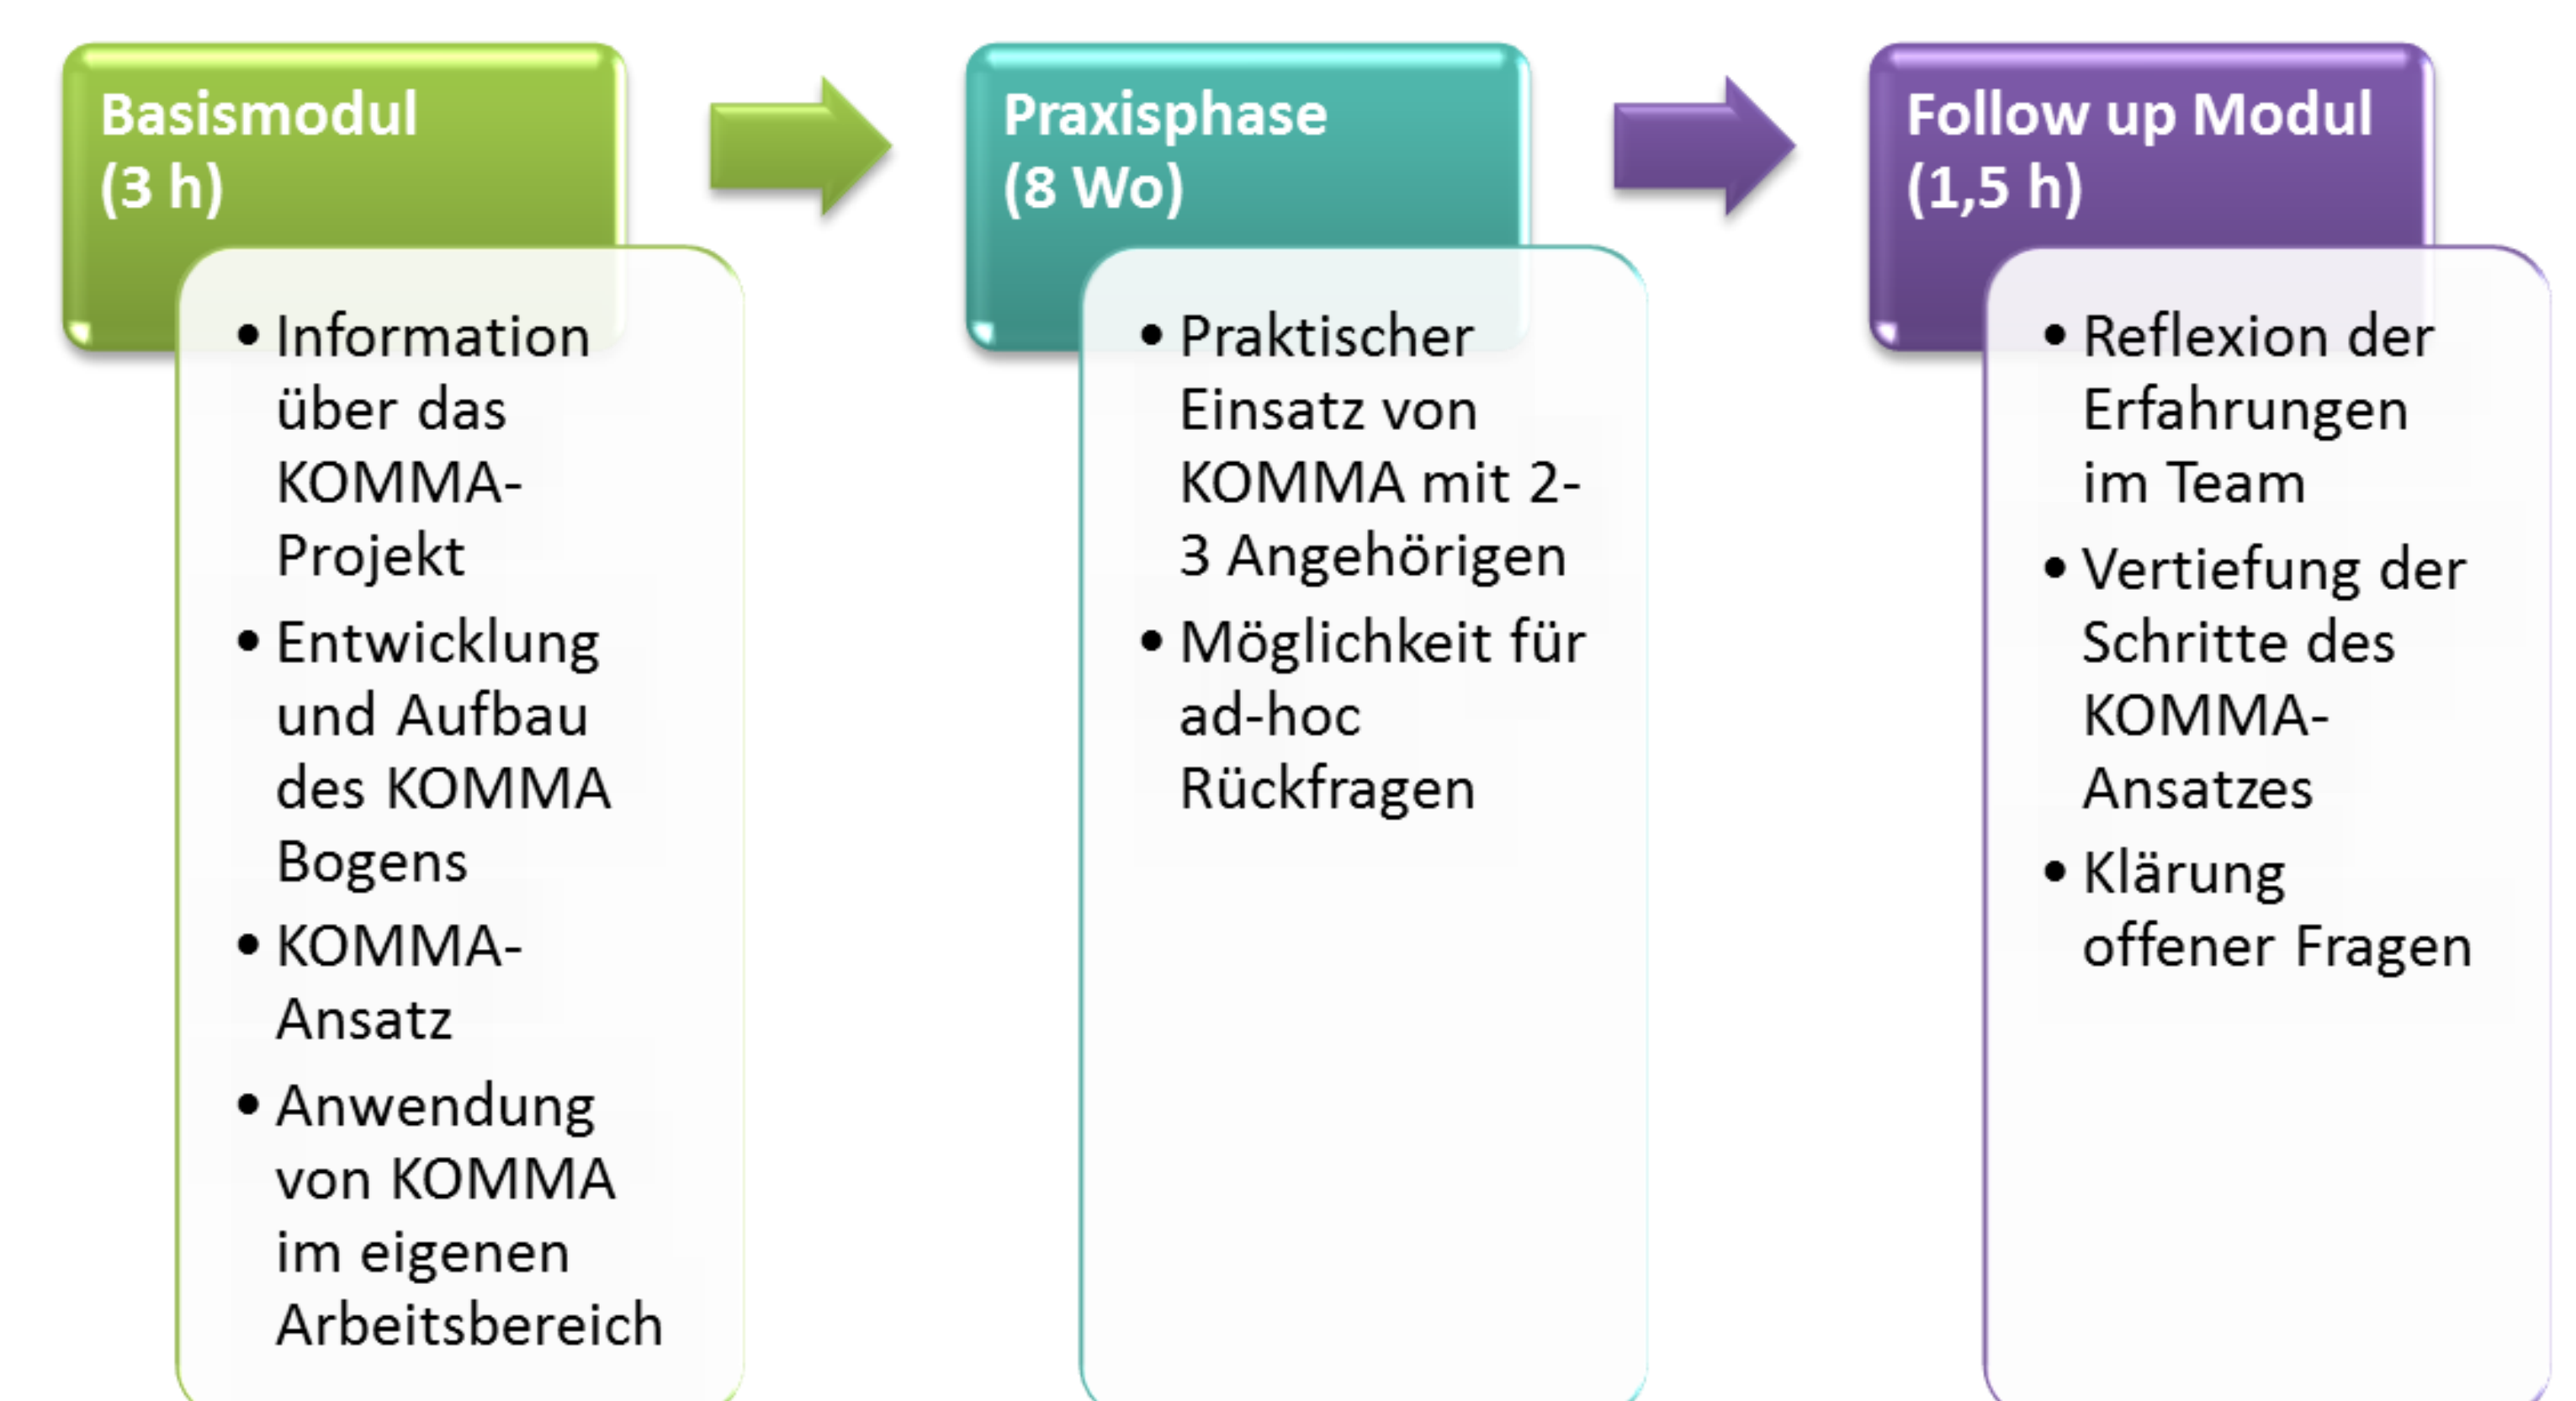 Basismodul
(3 h)
• Information
über das
KOMMA-
Projekt
• Entwicklung
und Aufbau
des KOMMA
Bogens
• KOMMA-
Ansatz
• Anwendung
von KOMMA
im eigenen
Arbeitsbereich
Praxisphase
(8 Wo)
• Praktischer
Einsatz von
KOMMA mit 2-
3 Angehörigen
• Möglichkeit für
ad-hoc
Rückfragen
Follow up Modul
(1,5 h)
• Reflexion der
Erfahrungen
im Team
• Vertiefung der
Schritte des
KOMMA-
Ansatzes
• Klärung
offener Fragen